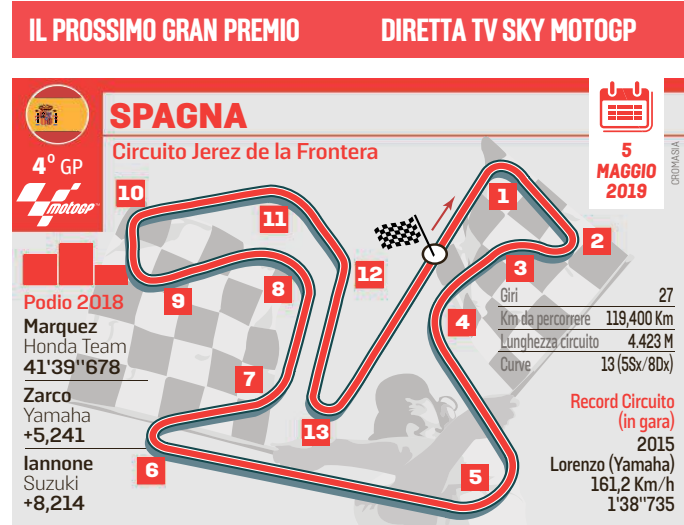 IL PROSSIMO GRAN PREMIO
DIRETTA TV SKY MOTOGP
SPAGNA
Circuito Jerez de la Frontera
4° GP
motoGP™
5
MAGGIO
2019
CROMASIA
1
2
3
4
5
6
7
8
9
10
11
12
13
Podio 2018
Marquez
Honda Team
41'39"678
Zarco
Yamaha
+5,241
Iannone
Suzuki
+8,214
Giri 27
Km da percorrere 119,400 Km
Lunghezza circuito 4.423 M
Curve 13 (5Sx/8Dx)
Record Circuito
(in gara)
2015
Lorenzo (Yamaha)
161,2 Km/h
1'38"735